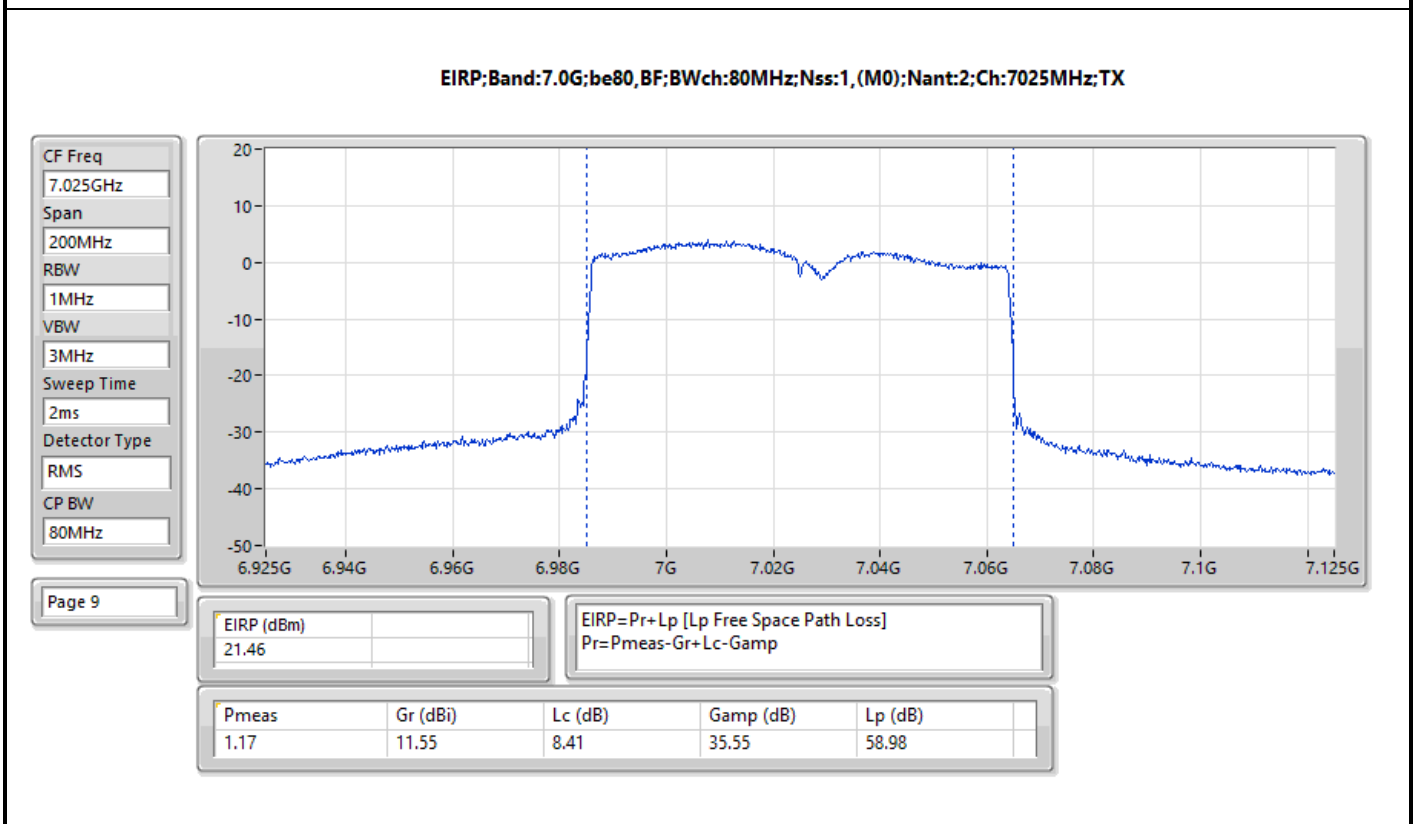 EIRP;Band:7.0G;be80,BF;BWch:80MHz;Nss:1,(M0);Nant:2;Ch:7025MHz;TX
CF Freq
7.025GHz
Span
200MHz
RBW
1MHz
VBW
3MHz
Sweep Time
2ms
Detector Type
RMS
CP BW
80MHz
Page 9
20
10
0
-10
-20
-30
-40
-50
6.925G 6.94G 6.96G 6.98G 7G 7.02G 7.04G 7.06G 7.08G 7.1G 7.125G
EIRP (dBm)
21.46
EIRP=Pr+Lp [Lp Free Space Path Loss]
Pr=Pmeas-Gr+Lc-Gamp
Pmeas Gr (dBi) Lc (dB) Gamp (dB) Lp (dB)
1.17 11.55 8.41 35.55 58.98